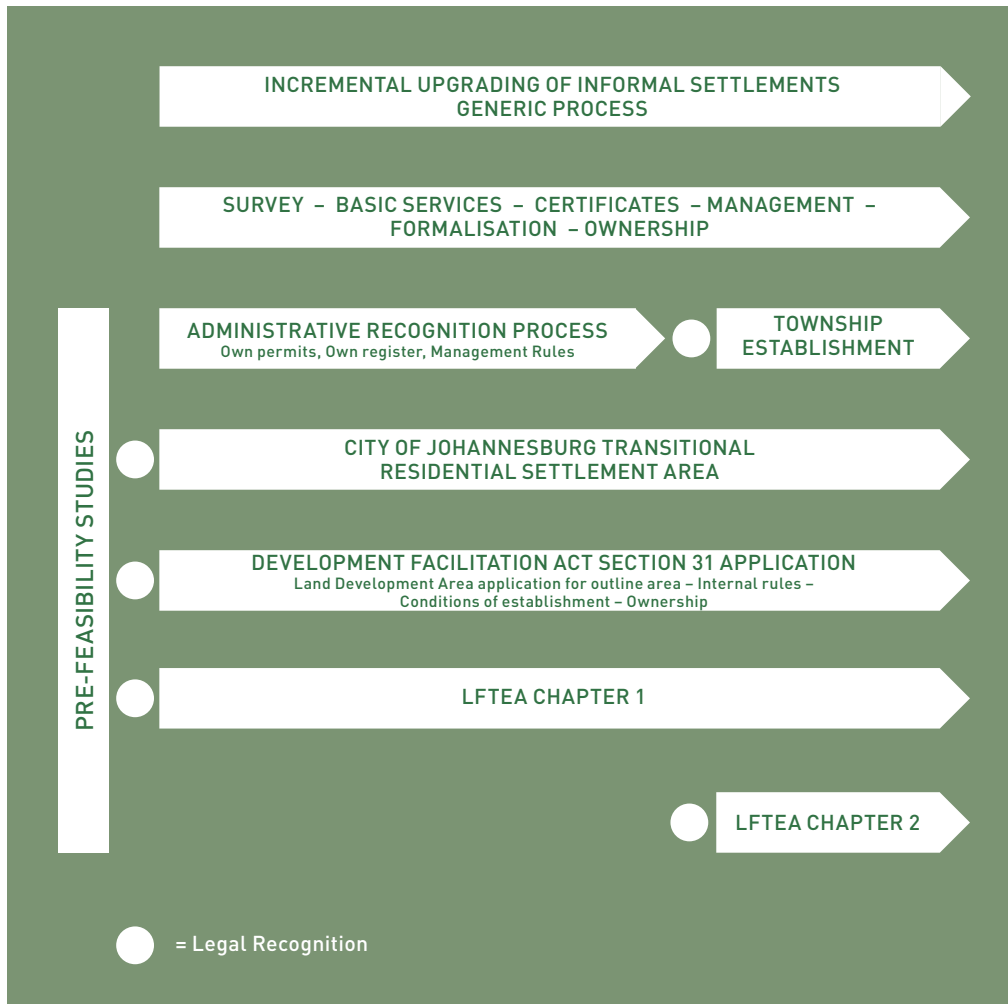 INCREMENTAL UPGRADING OF INFORMAL SETTLEMENTS
GENERIC PROCESS
SURVEY – BASIC SERVICES – CERTIFICATES – MANAGEMENT –
FORMALISATION – OWNERSHIP
PRE-FEASIBILITY STUDIES
ADMINISTRATIVE RECOGNITION PROCESS
Own permits, Own register, Management Rules
TOWNSHIP
ESTABLISHMENT
CITY OF JOHANNESBURG TRANSITIONAL
RESIDENTIAL SETTLEMENT AREA
DEVELOPMENT FACILITATION ACT SECTION 31 APPLICATION
Land Development Area application for outline area – Internal rules –
Conditions of establishment – Ownership
LFTEA CHAPTER 1
LFTEA CHAPTER 2
= Legal Recognition